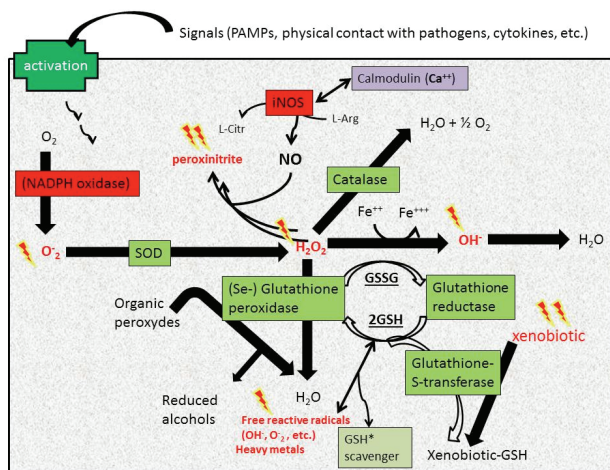 Signals (PAMPs, physical contact with pathogens, cytokines, etc.)
activation
Calmodulin (Ca⁺⁺)
iNOS
L-Citr
L-Arg
H₂O + ½ O₂
O₂
peroxinitrite
NO
(NADPH oxidase)
Catalase
Fe⁺⁺
Fe⁺⁺⁺
O⁻₂
SOD
H₂O₂
OH⁻
H₂O
(Se-) Glutathione
peroxidase
GSSG
Glutathione
reductase
2GSH
Organic
peroxydes
xenobiotic
Glutathione-
S-transferase
Reduced
alcohols
H₂O
Free reactive radicals
(OH⁻, O⁻₂ , etc.)
Heavy metals
GSH*
scavenger
Xenobiotic-GSH